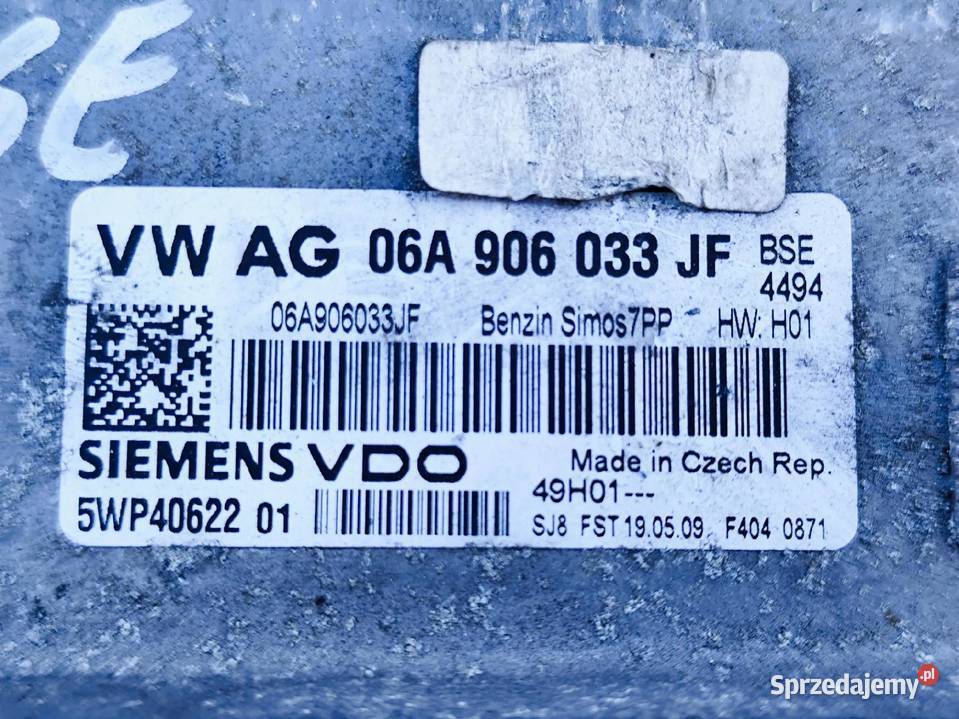 SE
VW AG 06A 906 033 JF BSE
4494
06A906033JF Benzin Simos7PP HW: H01
SIEMENS VDO Made in Czech Rep.
5WP40622 01 49H01---
SJ8 FST 19.05.09 F404 0871
Sprzedajemy.pl